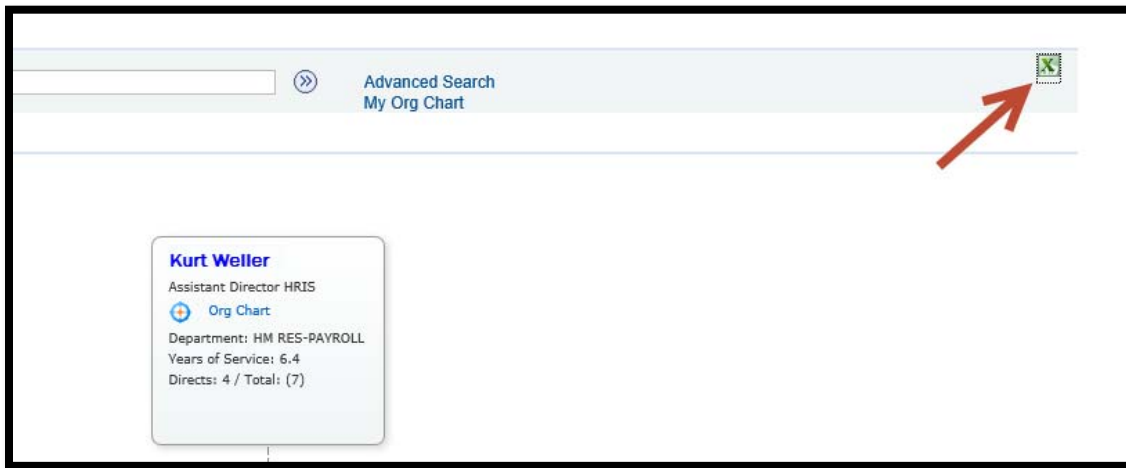 Advanced Search
My Org Chart
Kurt Weller
Assistant Director HRIS
Org Chart
Department: HM RES-PAYROLL
Years of Service: 6.4
Directs: 4 / Total: (7)